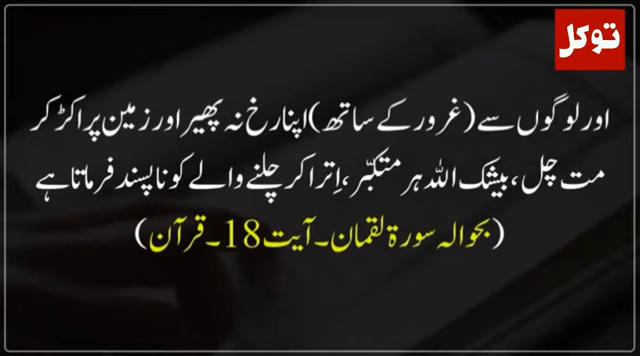 توکل
اور لوگوں سے (غرور کے ساتھ) اپنا رخ نہ پھیر اور زمین پر اکڑ کر
مت چل، بیشک اللہ ہر متکبّر، اِترا کر چلنے والے کو ناپسند فرماتا ہے
(بحوالہ سورۃ لقمان۔آیت 18۔قرآن)